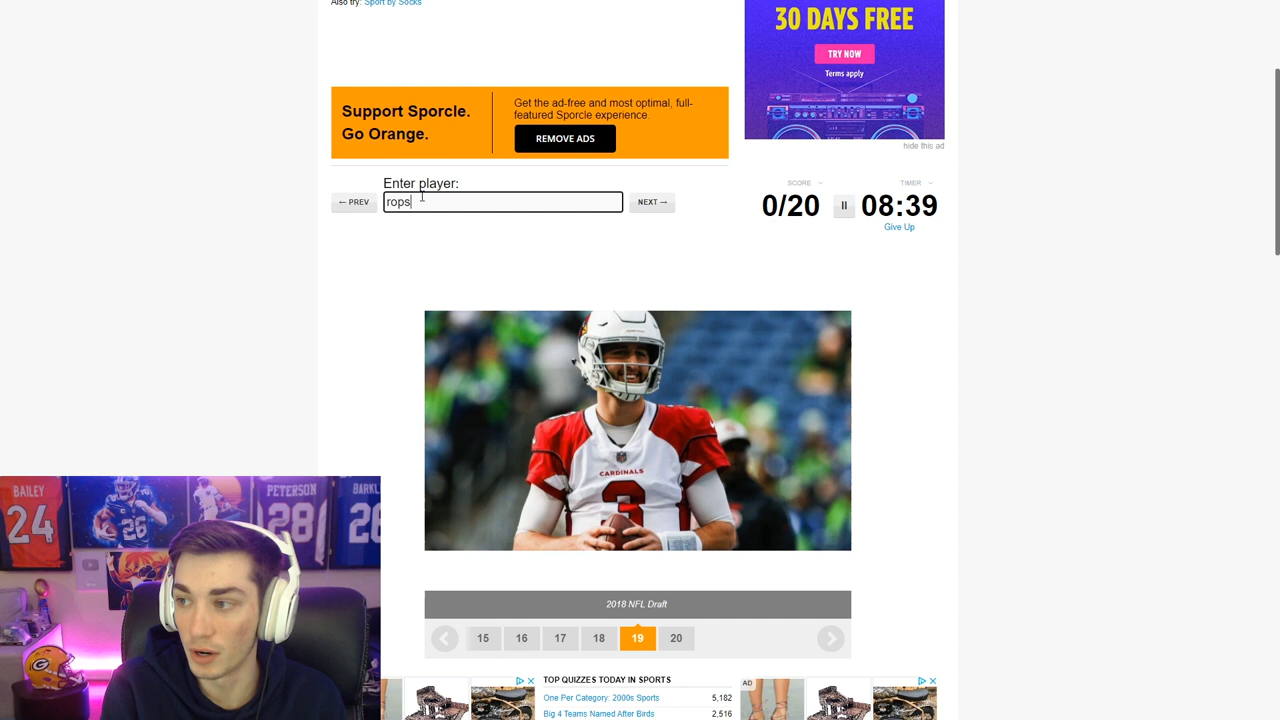 Also try: Sport by Socks
30 DAYS FREE
TRY NOW
Terms apply
hide this ad
Support Sporcle.
Go Orange.
Get the ad-free and most optimal, full-
featured Sporcle experience.
REMOVE ADS
Enter player:
← PREV
rops
NEXT →
SCORE
0/20
TIMER
08:39
Give Up
CARDINALS
3
2018 NFL Draft
15 16 17 18 19 20
BAILEY
24
26
PETERSON
28
BARKL
26
TOP QUIZZES TODAY IN SPORTS
One Per Category: 2000s Sports 5,182
Big 4 Teams Named After Birds 2,516
AD